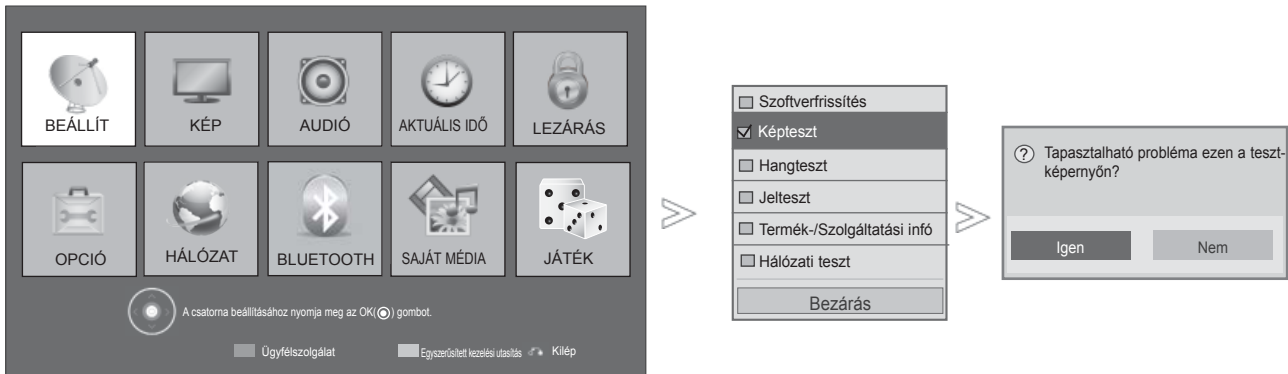 BEÁLLÍT
KÉP
AUDIÓ
AKTUÁLIS IDŐ
LEZÁRÁS
OPCIÓ
HÁLÓZAT
BLUETOOTH
SAJÁT MÉDIA
JÁTÉK
A csatorna beállításához nyomja meg az OK(◉) gombot.
Ügyfélszolgálat
Egyszerűsített kezelési utasítás
Kilép
Szoftverfrissítés
Képteszt
Hangteszt
Jelteszt
Termék-/Szolgáltatási infó
Hálózati teszt
Bezárás
? Tapasztalható probléma ezen a teszt-
képernyőn?
Igen
Nem